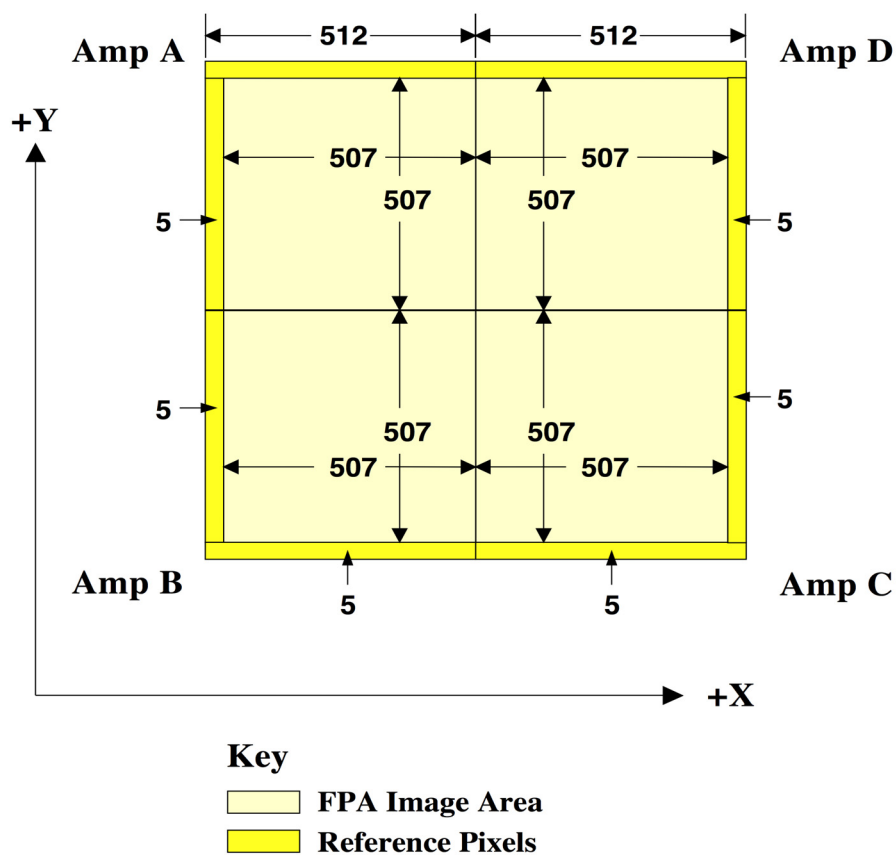 512 512
Amp A Amp D
+Y
507 507
507 507
5 5
5 5
507 507
507 507
Amp B Amp C
5 5
+X
Key
FPA Image Area
Reference Pixels